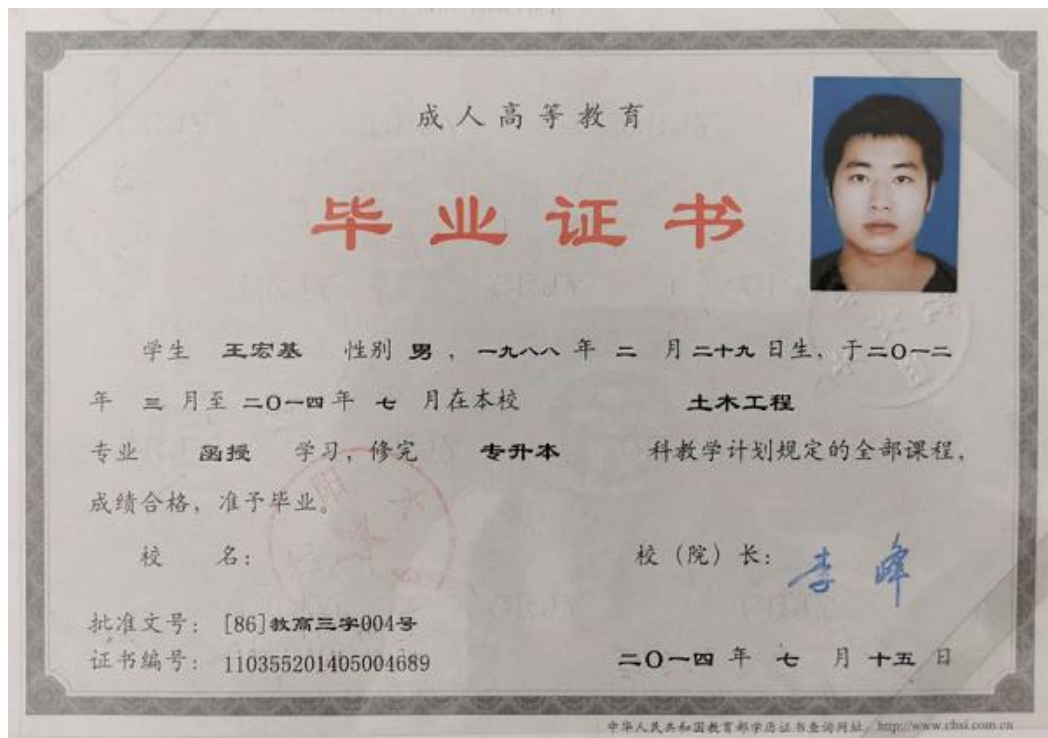 成人高等教育
毕业证书
学生 王宏基 性别 男 ，一九八八 年 二 月 二十九 日生，于二〇一二
年 三 月至 二〇一四 年 七 月在本校 土木工程
专业 函授 学习，修完 专升本 科教学计划规定的全部课程，
成绩合格，准予毕业。
校 名： 校（院）长： 李峰
批准文号：[86]教高三字004号
证书编号：110355201405004689
二〇一四 年 七 月 十五 日
中华人民共和国教育部学历证书查询网址：http://www.chsi.com.cn